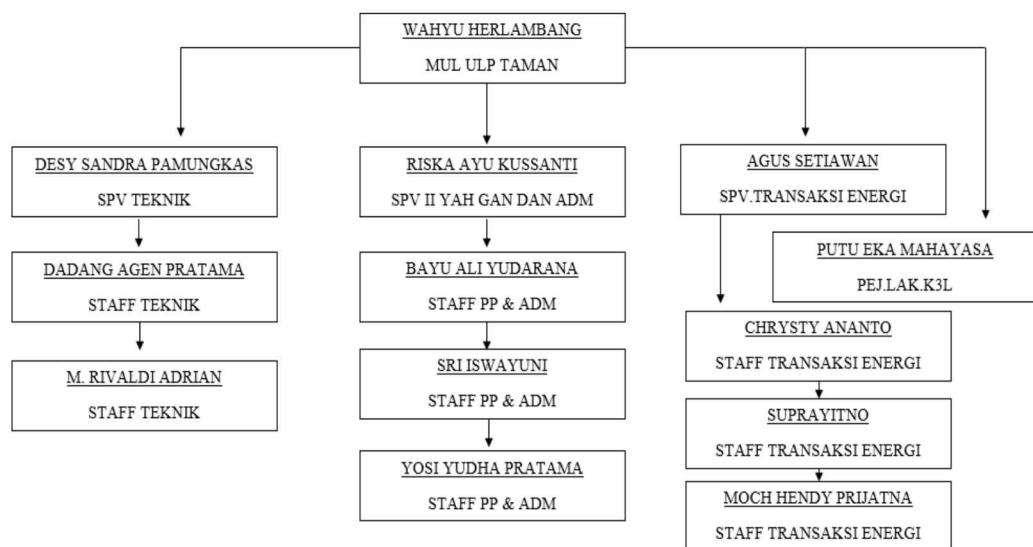 WAHYU HERLAMBANG
MUL ULP TAMAN
DESY SANDRA PAMUNGKAS
SPV TEKNIK
RISKA AYU KUSSANTI
SPV II YAH GAN DAN ADM
AGUS SETIAWAN
SPV.TRANSAKSI ENERGI
PUTU EKA MAHAYASA
PEJ.LAK.K3L
DADANG AGEN PRATAMA
STAFF TEKNIK
BAYU ALI YUDARANA
STAFF PP & ADM
CHRYSTY ANANTO
STAFF TRANSAKSI ENERGI
M. RIVALDI ADRIAN
STAFF TEKNIK
SRI ISWAYUNI
STAFF PP & ADM
SUPRAYITNO
STAFF TRANSAKSI ENERGI
YOSI YUDHA PRATAMA
STAFF PP & ADM
MOCH HENDY PRIJATNA
STAFF TRANSAKSI ENERGI